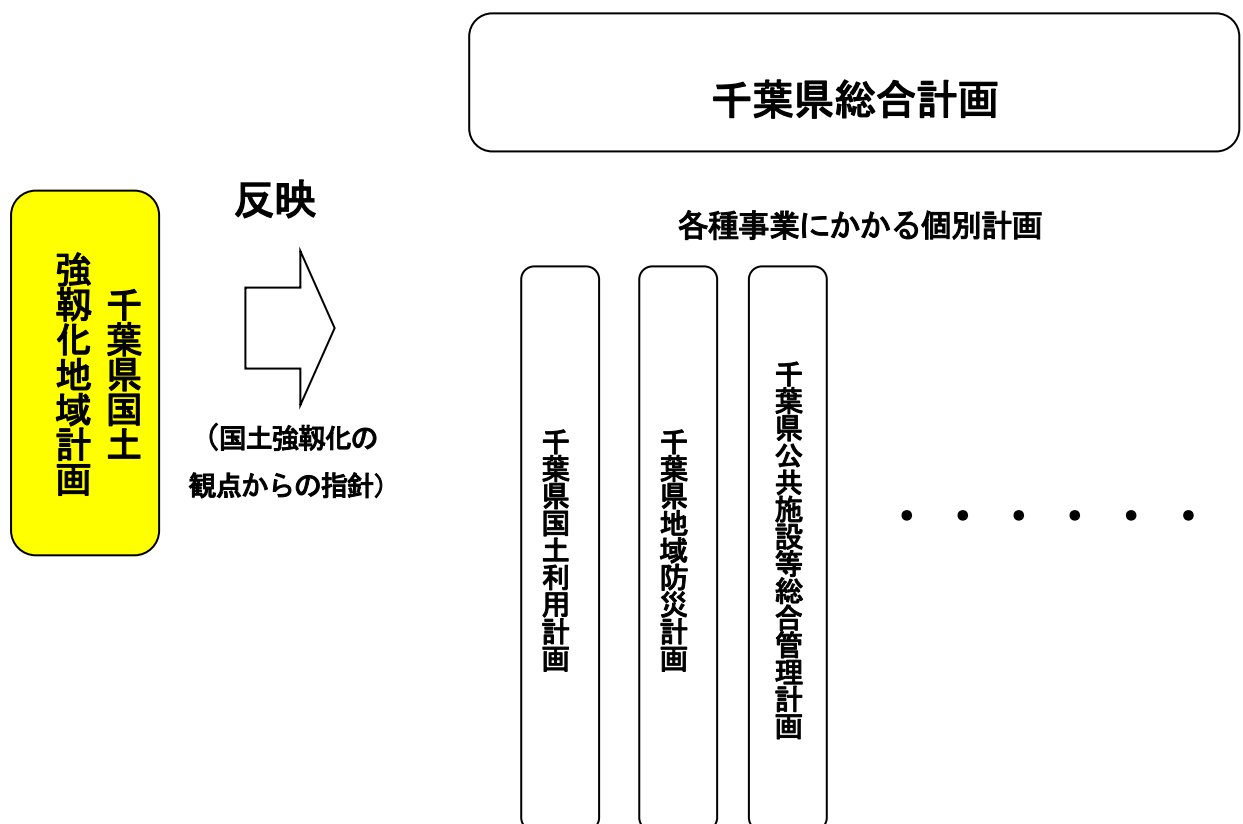 千葉県総合計画
反映
各種事業にかかる個別計画
千葉県国土
強靱化地域計画
（国土強靱化の
観点からの指針）
千葉県国土利用計画
千葉県地域防災計画
千葉県公共施設等総合管理計画
・・・・・・